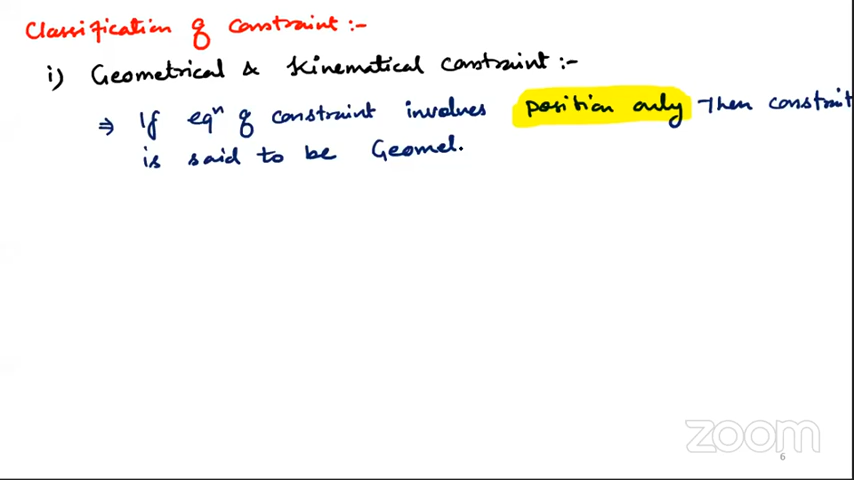 Classification of constraint :-
i) Geometrical & Kinematical constraint :-
⇒ If eqⁿ of constraint involves position only Then constraint
is said to be Geomel.
zoom
6